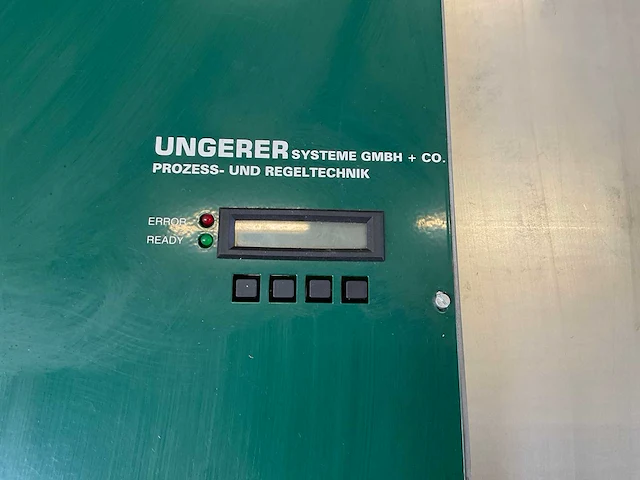 UNGERER SYSTEME GMBH + CO.
PROZESS- UND REGELTECHNIK
ERROR
READY